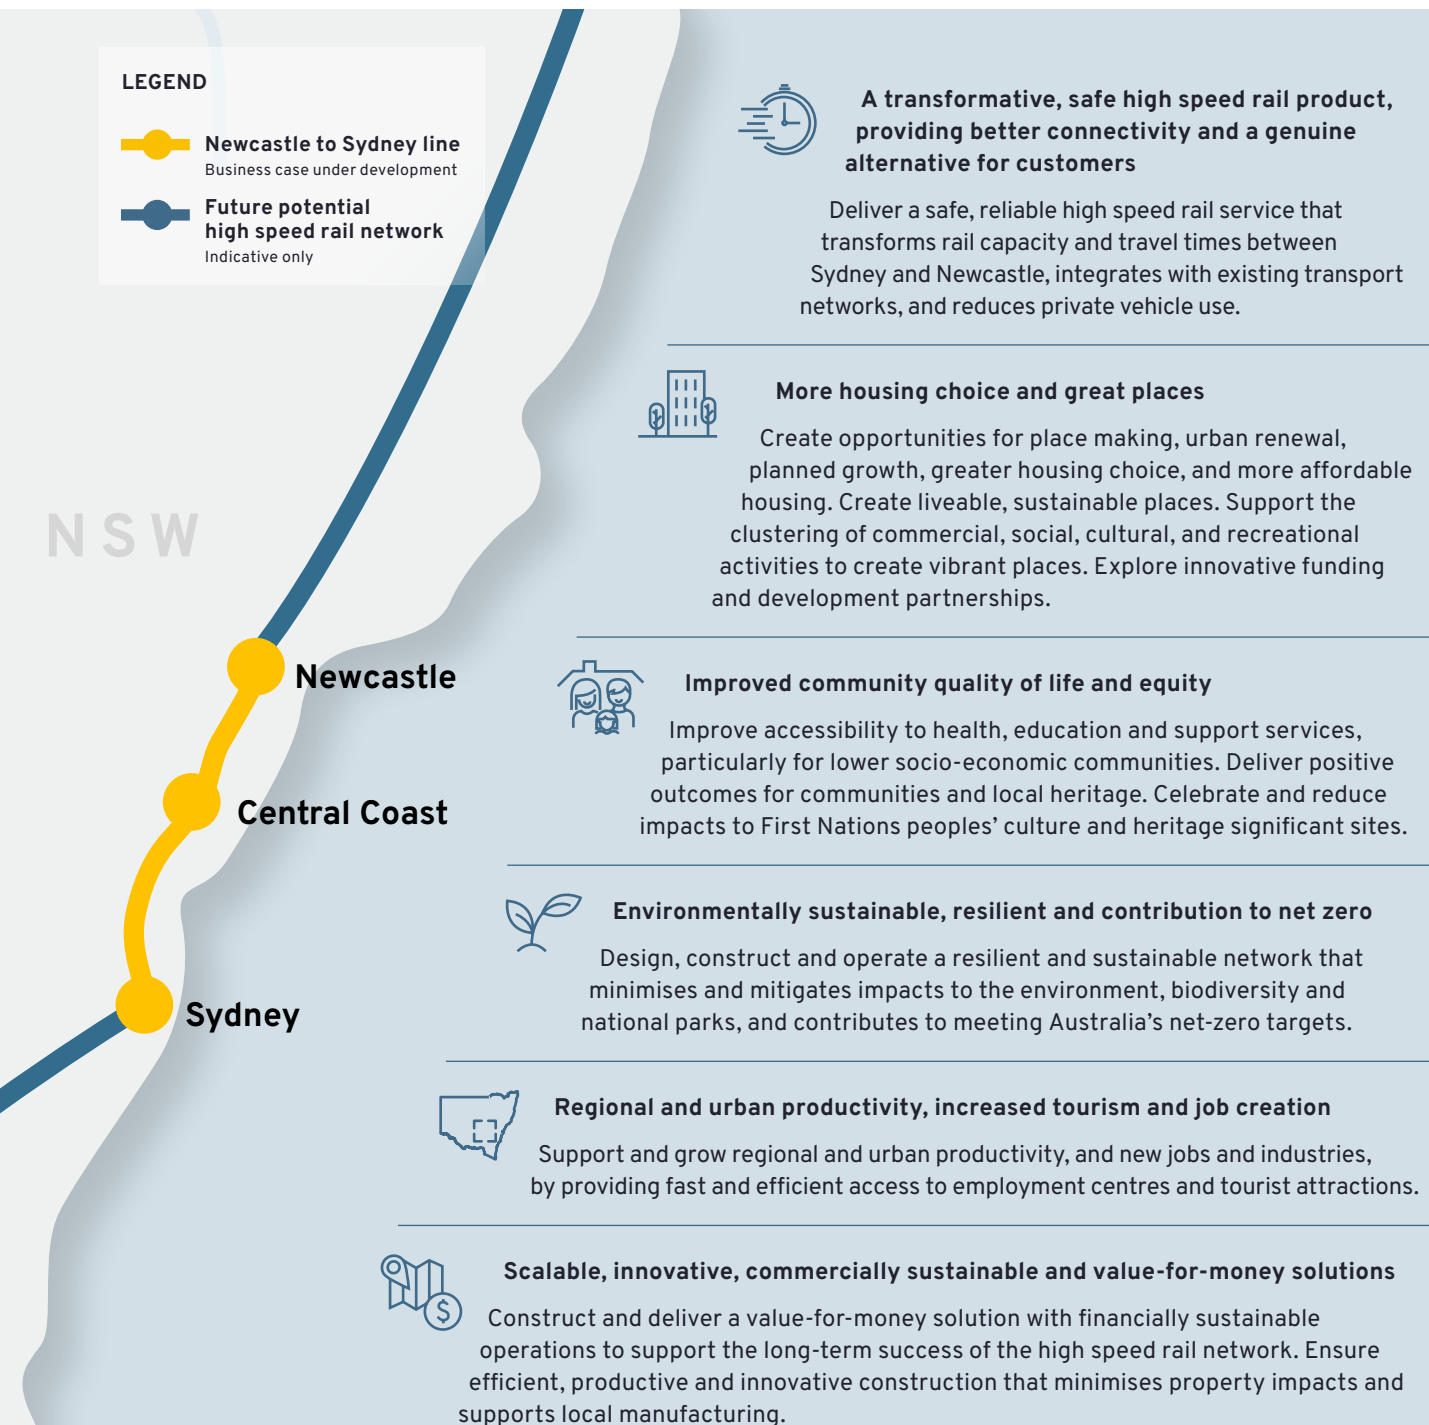 LEGEND
Newcastle to Sydney line
Business case under development
Future potential
high speed rail network
Indicative only
NSW
Newcastle
Central Coast
Sydney
A transformative, safe high speed rail product,
providing better connectivity and a genuine
alternative for customers
Deliver a safe, reliable high speed rail service that
transforms rail capacity and travel times between
Sydney and Newcastle, integrates with existing transport
networks, and reduces private vehicle use.
More housing choice and great places
Create opportunities for place making, urban renewal,
planned growth, greater housing choice, and more affordable
housing. Create liveable, sustainable places. Support the
clustering of commercial, social, cultural, and recreational
activities to create vibrant places. Explore innovative funding
and development partnerships.
Improved community quality of life and equity
Improve accessibility to health, education and support services,
particularly for lower socio-economic communities. Deliver positive
outcomes for communities and local heritage. Celebrate and reduce
impacts to First Nations peoples’ culture and heritage significant sites.
Environmentally sustainable, resilient and contribution to net zero
Design, construct and operate a resilient and sustainable network that
minimises and mitigates impacts to the environment, biodiversity and
national parks, and contributes to meeting Australia’s net-zero targets.
Regional and urban productivity, increased tourism and job creation
Support and grow regional and urban productivity, and new jobs and industries,
by providing fast and efficient access to employment centres and tourist attractions.
Scalable, innovative, commercially sustainable and value-for-money solutions
$
Construct and deliver a value-for-money solution with financially sustainable
operations to support the long-term success of the high speed rail network. Ensure
efficient, productive and innovative construction that minimises property impacts and
supports local manufacturing.